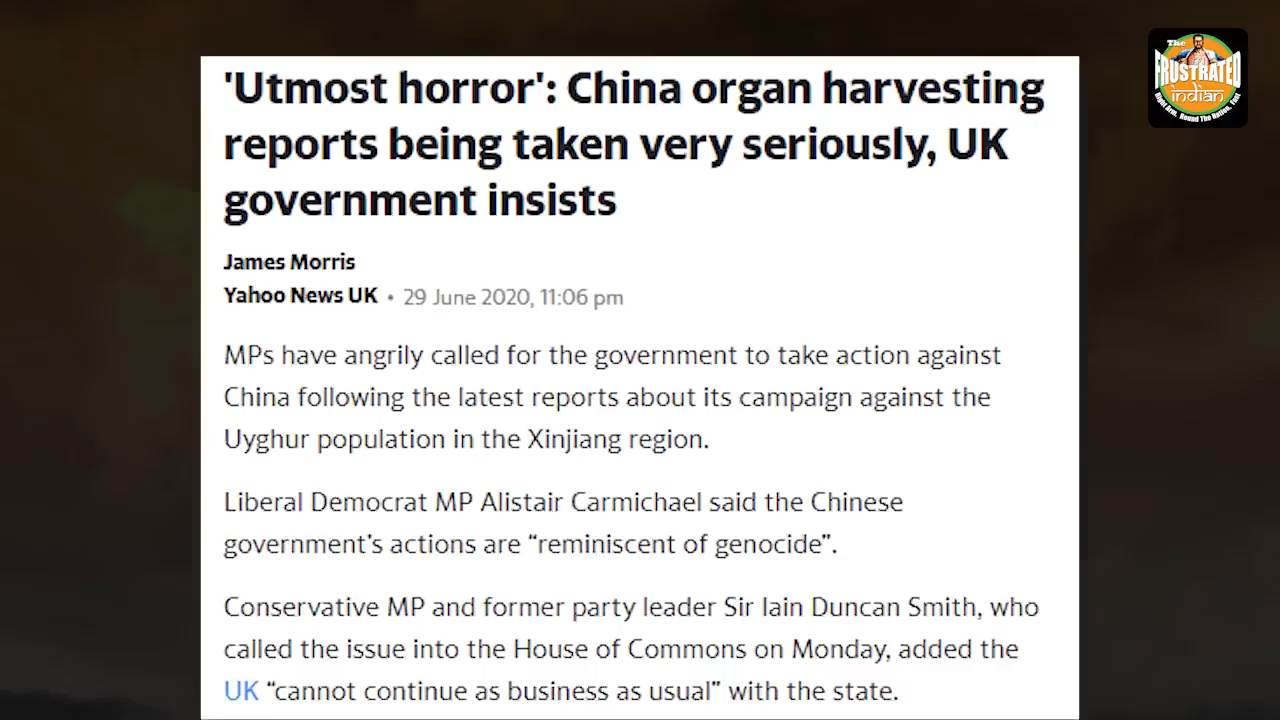 'Utmost horror': China organ harvesting
reports being taken very seriously, UK
government insists
James Morris
Yahoo News UK • 29 June 2020, 11:06 pm
MPs have angrily called for the government to take action against
China following the latest reports about its campaign against the
Uyghur population in the Xinjiang region.
Liberal Democrat MP Alistair Carmichael said the Chinese
government’s actions are “reminiscent of genocide”.
Conservative MP and former party leader Sir Iain Duncan Smith, who
called the issue into the House of Commons on Monday, added the
UK “cannot continue as business as usual” with the state.
The
FRUSTRATED
indian